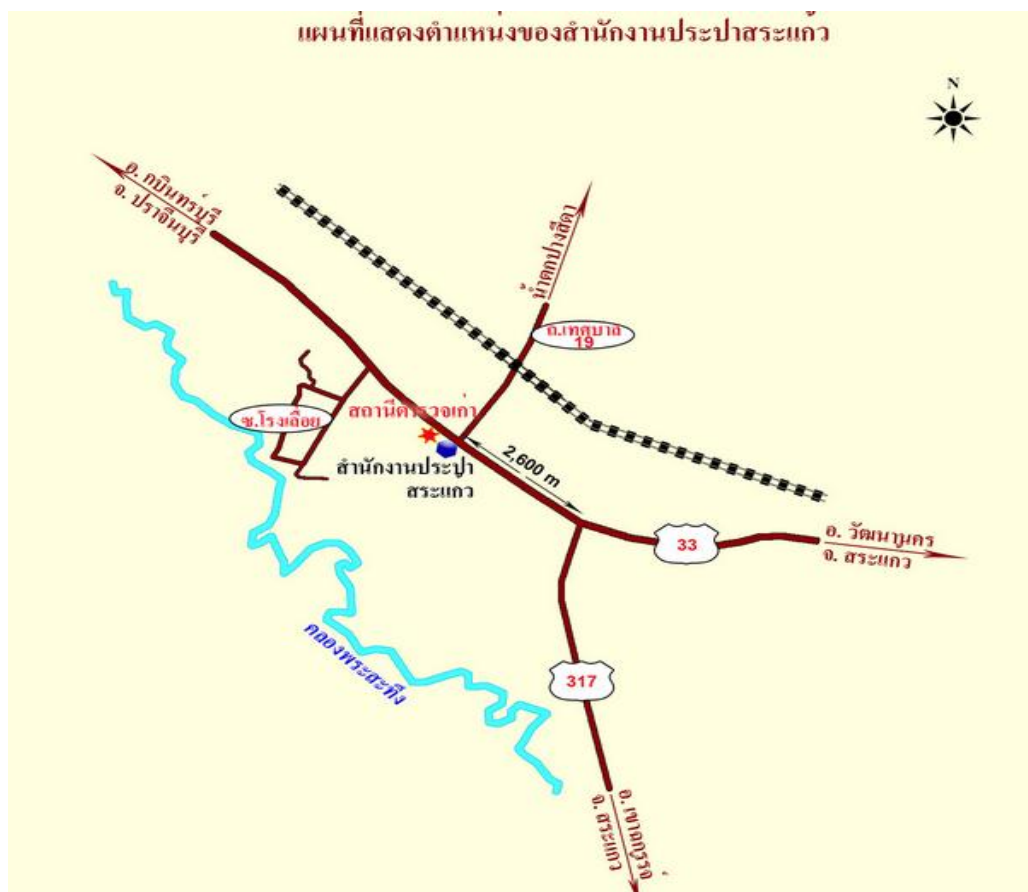 แผนที่แสดงตำแหน่งของสำนักงานประปาสระแก้ว
N
อ. กบินทร์บุรี
จ. ปราจีนบุรี
น้ำตกปางสีดา
ถ.เทศบาล
19
สถานีตำรวจเก่า
ซ.โรงเลื่อย
สำนักงานประปา
สระแก้ว
2,600 m
33
อ. วัฒนานคร
จ. สระแก้ว
คลองพระสะทึง
317
อ. เขาฉกรรจ์
จ. สระแก้ว